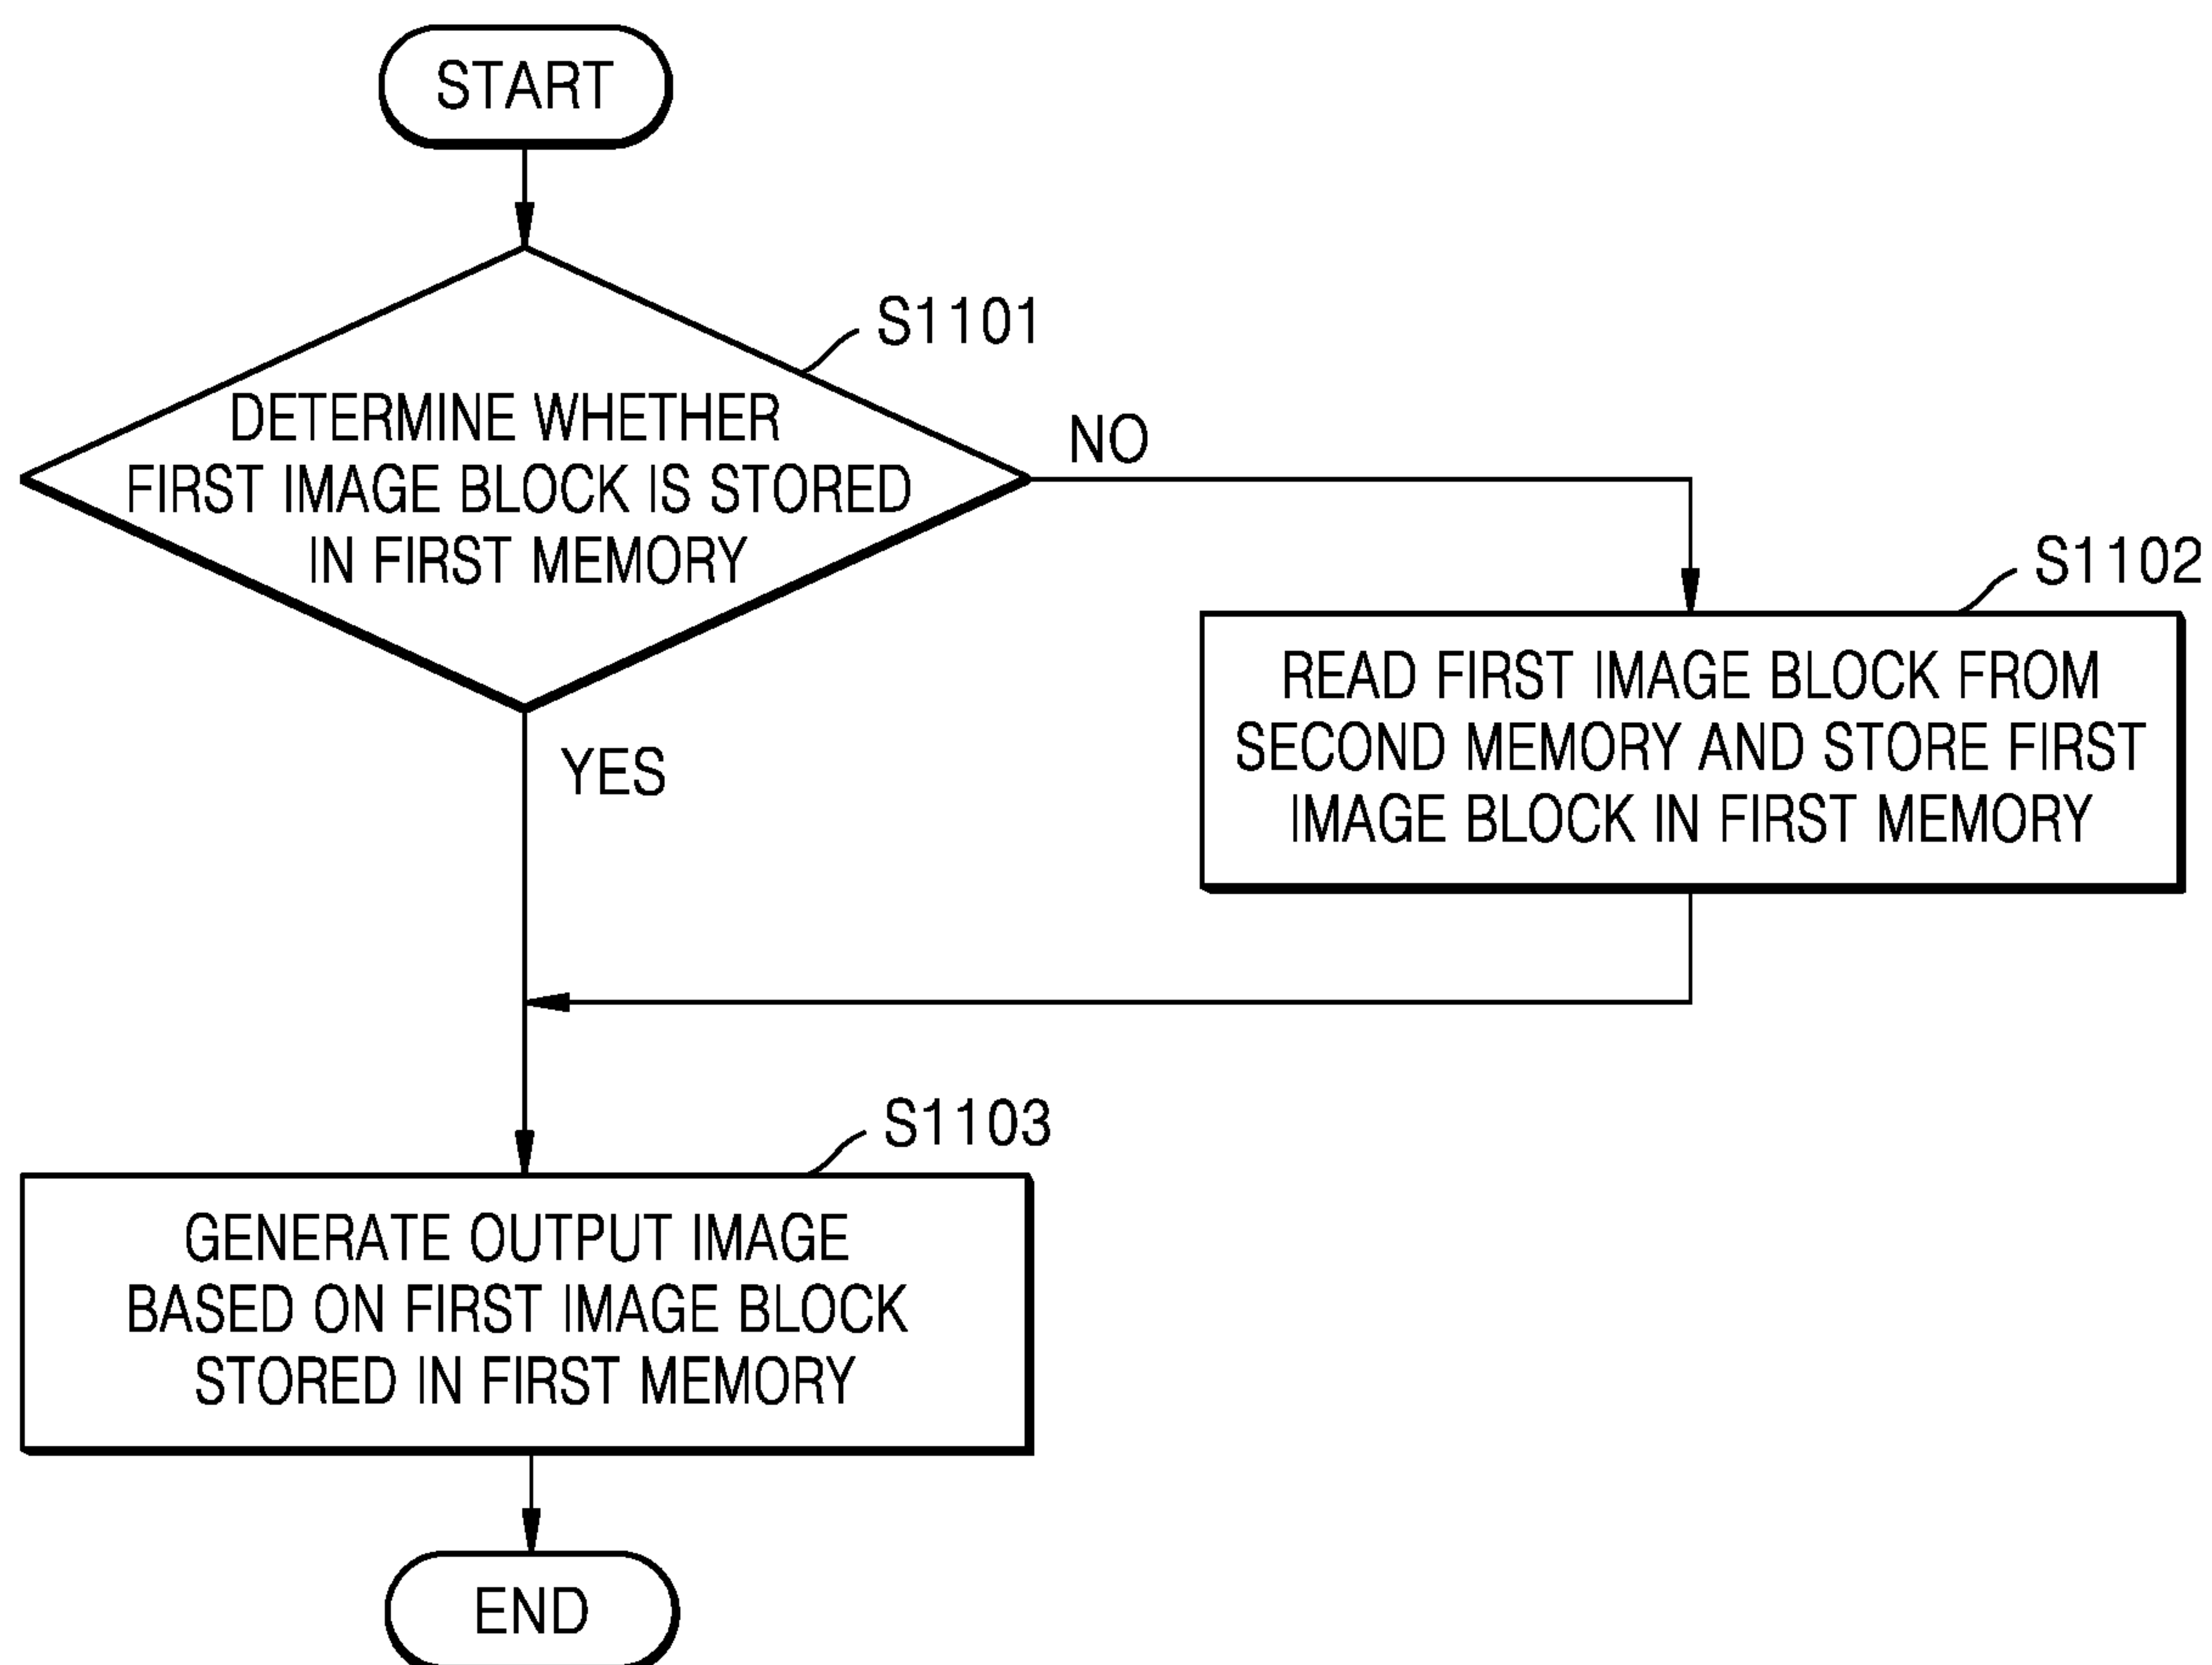 START
S1101
DETERMINE WHETHER
FIRST IMAGE BLOCK IS STORED
IN FIRST MEMORY
NO
YES
S1102
READ FIRST IMAGE BLOCK FROM
SECOND MEMORY AND STORE FIRST
IMAGE BLOCK IN FIRST MEMORY
S1103
GENERATE OUTPUT IMAGE
BASED ON FIRST IMAGE BLOCK
STORED IN FIRST MEMORY
END